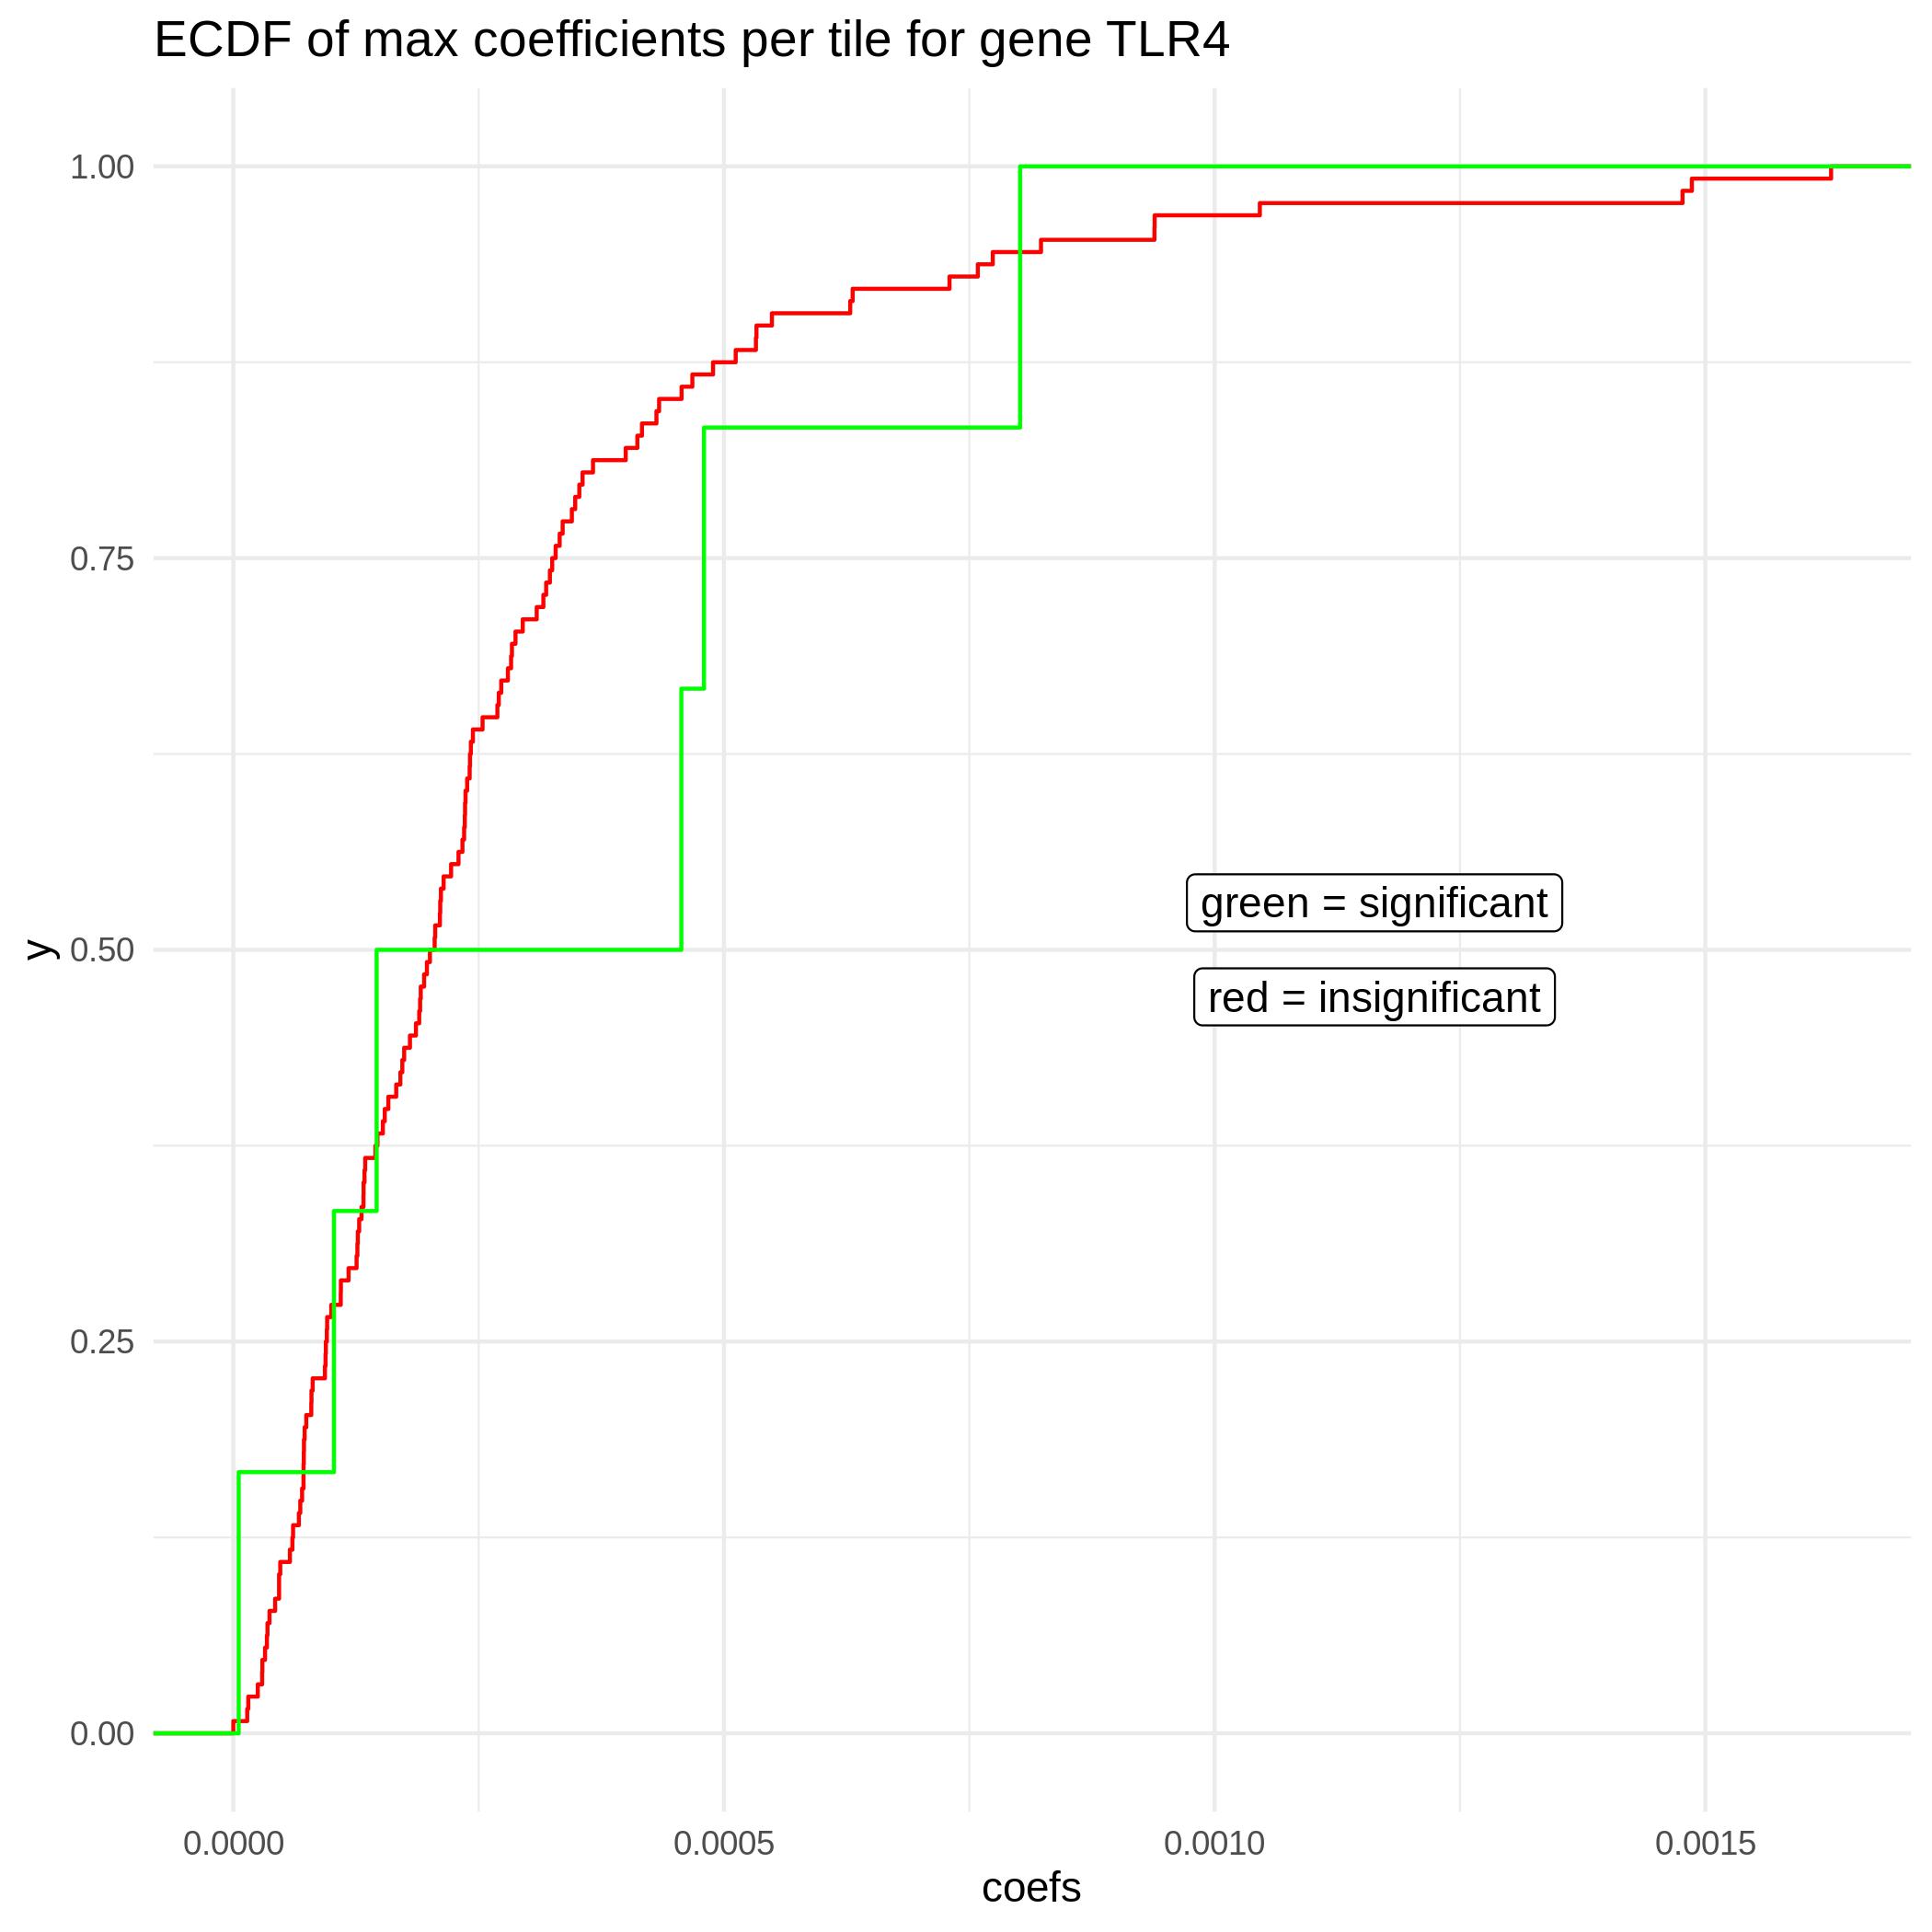 ECDF of max coefficients per tile for gene TLR4
1.00
0.75
0.50
0.25
0.00
y
green = significant
red = insignificant
0.0000 0.0005 0.0010 0.0015
coefs